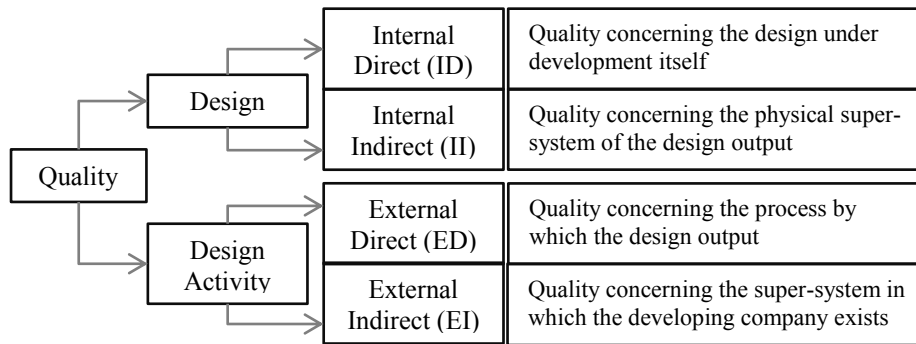 Quality
Design
Internal
Direct (ID)
Quality concerning the design under
development itself
Internal
Indirect (II)
Quality concerning the physical super-
system of the design output
Design
Activity
External
Direct (ED)
Quality concerning the process by
which the design output
External
Indirect (EI)
Quality concerning the super-system in
which the developing company exists